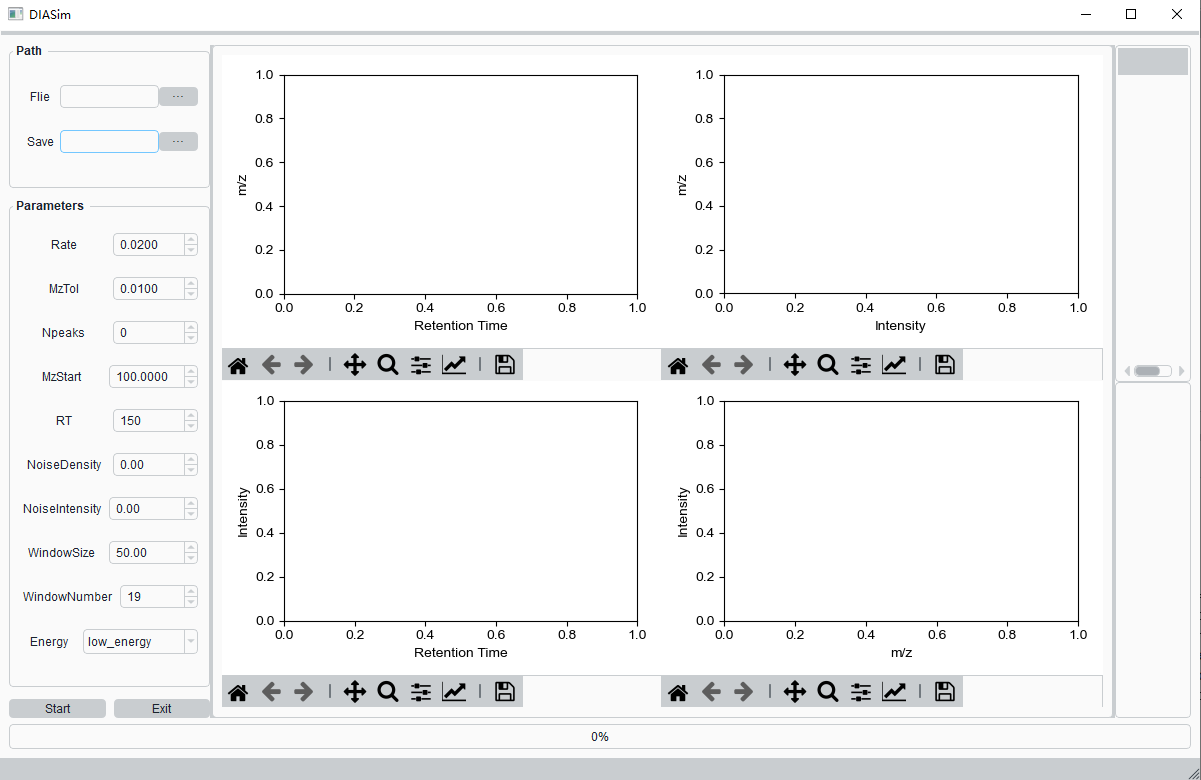 DIASim
Path
Flie ...
Save ...
Parameters
Rate 0.0200
MzTol 0.0100
Npeaks 0
MzStart 100.0000
RT 150
NoiseDensity 0.00
NoiseIntensity 0.00
WindowSize 50.00
WindowNumber 19
Energy low_energy
Start Exit
1.0
0.8
0.6
0.4
0.2
0.0
m/z
0.0 0.2 0.4 0.6 0.8 1.0
Retention Time
1.0
0.8
0.6
0.4
0.2
0.0
m/z
0.0 0.2 0.4 0.6 0.8 1.0
Intensity
1.0
0.8
0.6
0.4
0.2
0.0
Intensity
0.0 0.2 0.4 0.6 0.8 1.0
Retention Time
1.0
0.8
0.6
0.4
0.2
0.0
Intensity
0.0 0.2 0.4 0.6 0.8 1.0
m/z
0%